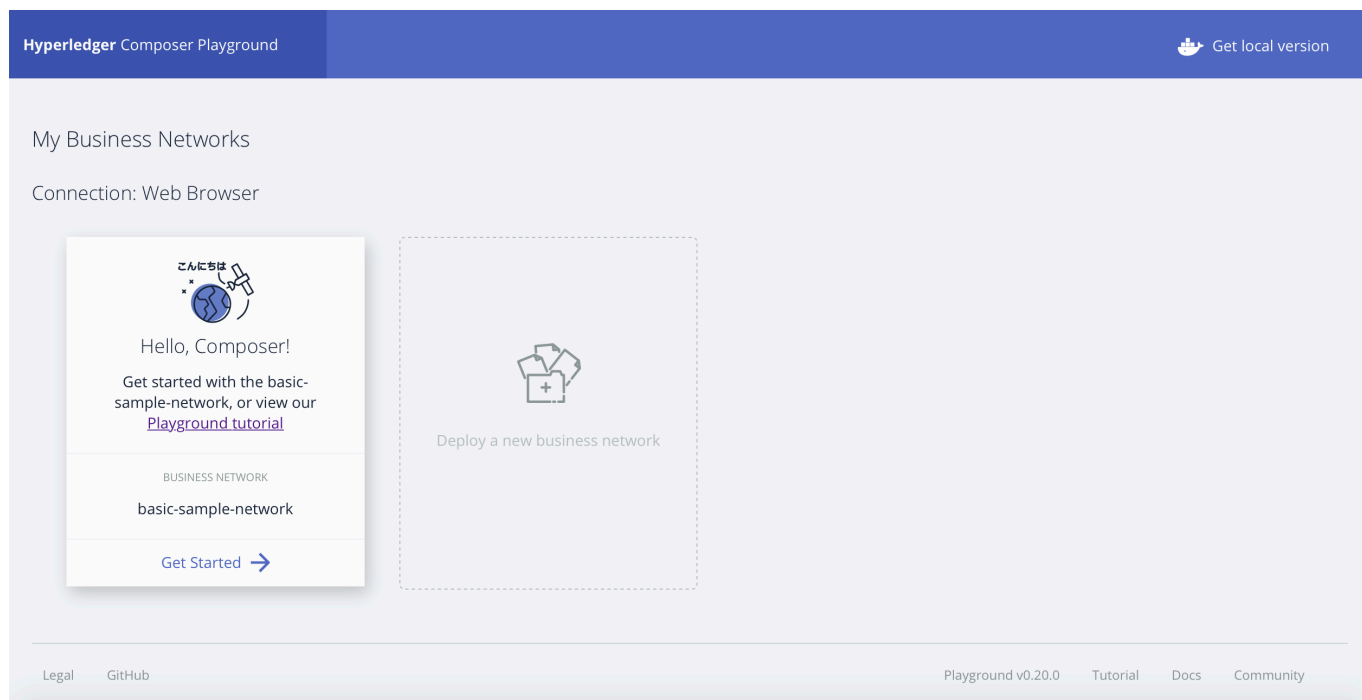 Hyperledger Composer Playground
Get local version
My Business Networks
Connection: Web Browser
こんにちは
Hello, Composer!
Get started with the basic-
sample-network, or view our
Playground tutorial
BUSINESS NETWORK
basic-sample-network
Get Started
Deploy a new business network
Legal GitHub Playground v0.20.0 Tutorial Docs Community